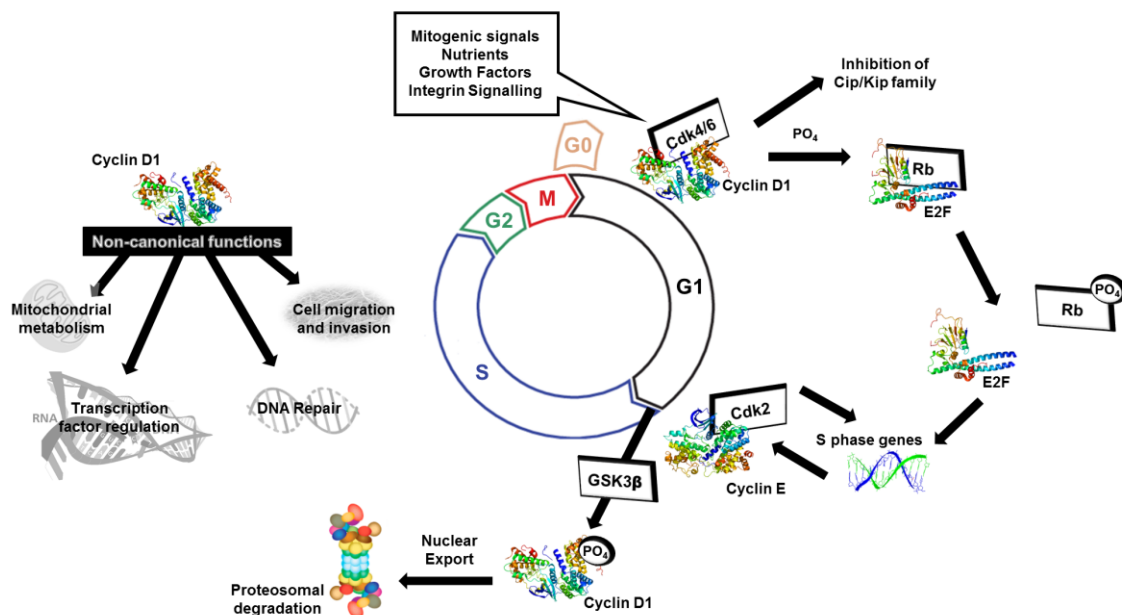 Mitogenic signals
Nutrients
Growth Factors
Integrin Signalling
Inhibition of
Cip/Kip family
Cdk4/6
Cyclin D1
PO4
Rb
E2F
G0
M
G2
G1
S
Cyclin D1
Non-canonical functions
Mitochondrial
metabolism
Cell migration
and invasion
RNA
Transcription
factor regulation
DNA Repair
PO4
Rb
E2F
S phase genes
Cdk2
Cyclin E
GSK3β
PO4
Cyclin D1
Nuclear
Export
Proteosomal
degradation